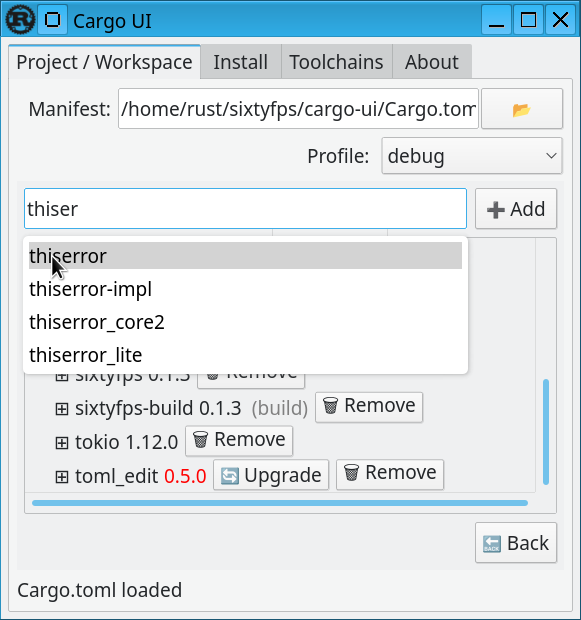 Cargo UI
Project / Workspace Install Toolchains About
Manifest: /home/rust/sixtyfps/cargo-ui/Cargo.tom
Profile: debug
thiser Add
thiserror
thiserror-impl
thiserror_core2
thiserror_lite
sixtyfps 0.1.3 Remove
sixtyfps-build 0.1.3 (build) Remove
tokio 1.12.0 Remove
toml_edit 0.5.0 Upgrade Remove
Back
Cargo.toml loaded